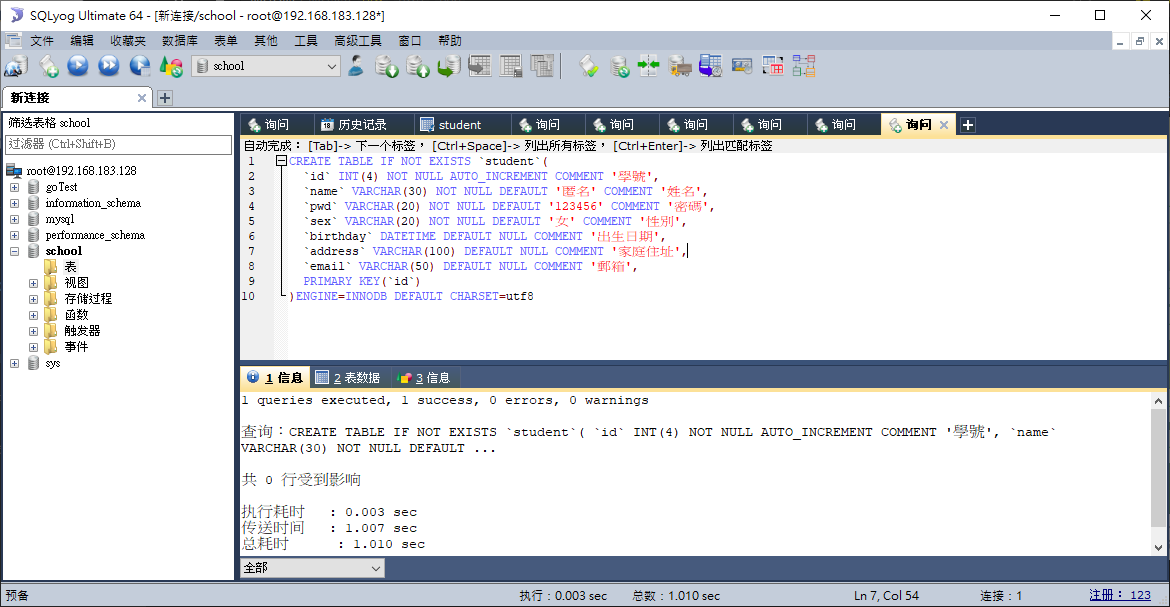 SQLyog Ultimate 64 - [新连接/school - root@192.168.183.128*]
文件 编辑 收藏夹 数据库 表单 其他 工具 高级工具 窗口 帮助
school
新连接
筛选表格 school
过滤器 (Ctrl+Shift+B)
root@192.168.183.128
goTest
information_schema
mysql
performance_schema
school
表
视图
存储过程
函数
触发器
事件
sys
询问 历史记录 student 询问 询问 询问 询问 询问 询问
自动完成： [Tab]-> 下一个标签， [Ctrl+Space]-> 列出所有标签， [Ctrl+Enter]-> 列出匹配标签
1 CREATE TABLE IF NOT EXISTS `student`(
2 `id` INT(4) NOT NULL AUTO_INCREMENT COMMENT '學號',
3 `name` VARCHAR(30) NOT NULL DEFAULT '匿名' COMMENT '姓名',
4 `pwd` VARCHAR(20) NOT NULL DEFAULT '123456' COMMENT '密碼',
5 `sex` VARCHAR(20) NOT NULL DEFAULT '女' COMMENT '性別',
6 `birthday` DATETIME DEFAULT NULL COMMENT '出生日期',
7 `address` VARCHAR(100) DEFAULT NULL COMMENT '家庭住址',
8 `email` VARCHAR(50) DEFAULT NULL COMMENT '郵箱',
9 PRIMARY KEY(`id`)
10 )ENGINE=INNODB DEFAULT CHARSET=utf8
1 信息 2 表数据 3 信息
1 queries executed, 1 success, 0 errors, 0 warnings
查询：CREATE TABLE IF NOT EXISTS `student`( `id` INT(4) NOT NULL AUTO_INCREMENT COMMENT '學號', `name`
VARCHAR(30) NOT NULL DEFAULT ...
共 0 行受到影响
执行耗时 : 0.003 sec
传送时间 : 1.007 sec
总耗时 : 1.010 sec
全部
预备 执行：0.003 sec 总数：1.010 sec Ln 7, Col 54 连接：1 注册： 123